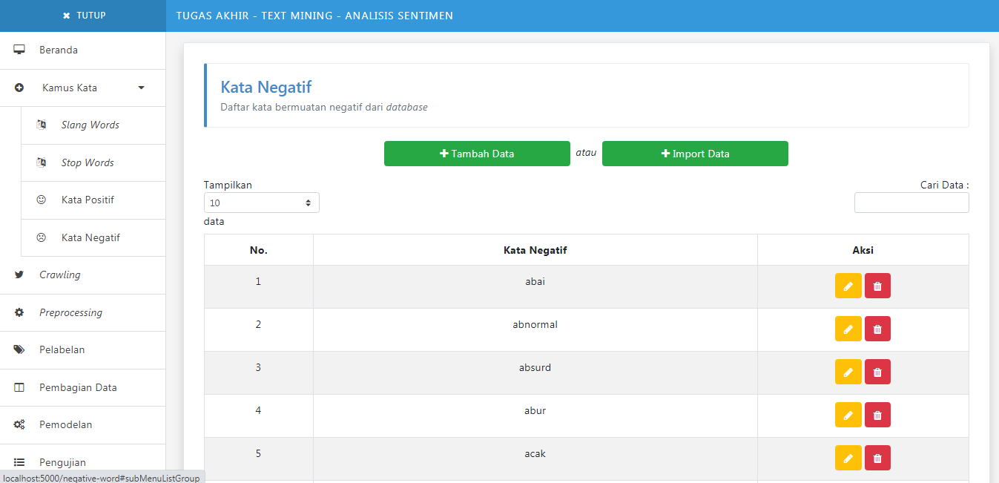 ✖ TUTUP
TUGAS AKHIR - TEXT MINING - ANALISIS SENTIMEN
Beranda
Kamus Kata
Slang Words
Stop Words
Kata Positif
Kata Negatif
Crawling
Preprocessing
Pelabelan
Pembagian Data
Pemodelan
Pengujian
localhost:5000/negative-word#subMenuListGroup
Kata Negatif
Daftar kata bermuatan negatif dari database
+ Tambah Data atau + Import Data
Tampilkan
10
data
Cari Data :
No. Kata Negatif Aksi
1 abai
2 abnormal
3 absurd
4 abur
5 acak